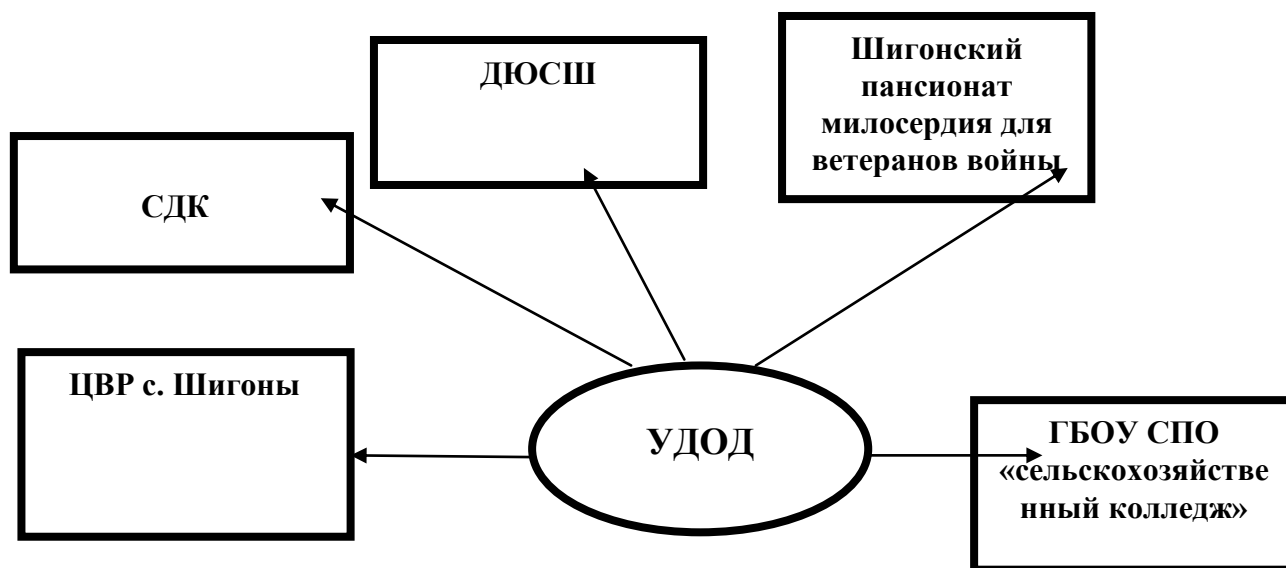 ДЮСШ
Шигонский
пансионат
милосердия для
ветеранов войны
СДК
ЦВР с. Шигоны
УДОД
ГБОУ СПО
«сельскохозяйстве
нный колледж»